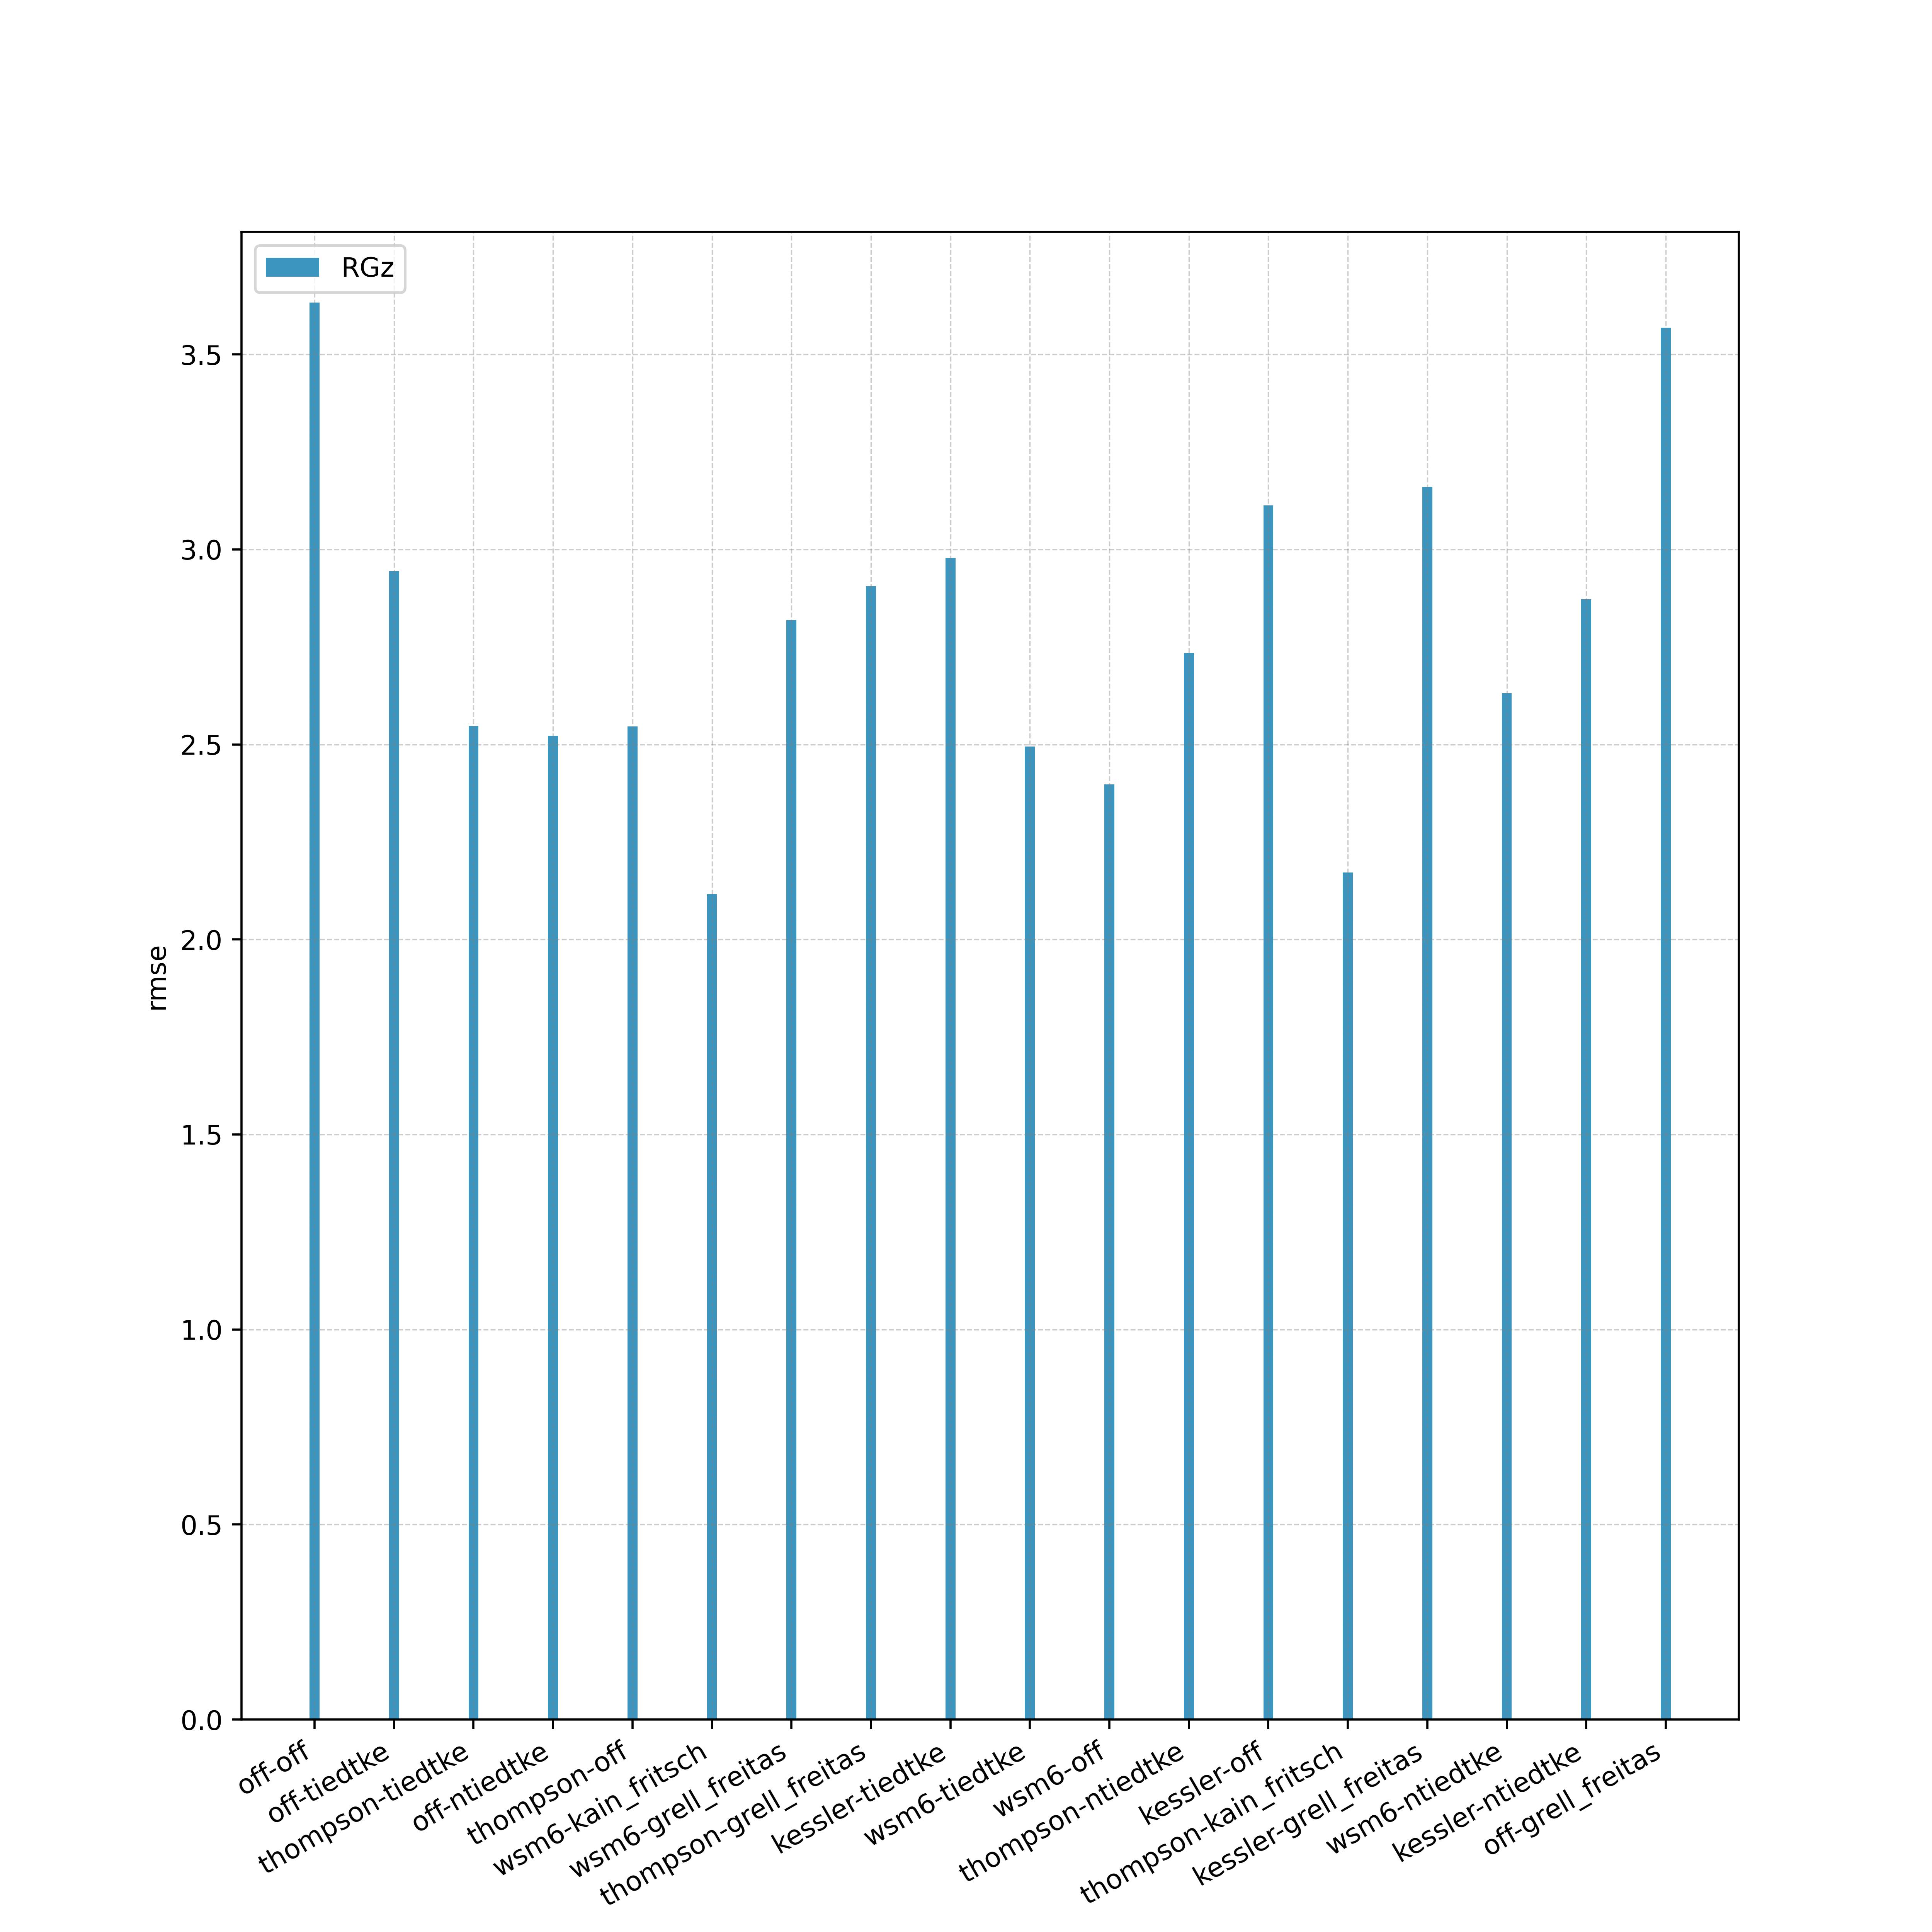 RGz
3.5
3.0
2.5
2.0
1.5
1.0
0.5
0.0
rmse
off-off
off-tiedtke
thompson-tiedtke
off-ntiedtke
thompson-off
wsm6-kain_fritsch
wsm6-grell_freitas
thompson-grell_freitas
kessler-tiedtke
wsm6-tiedtke
wsm6-off
thompson-ntiedtke
kessler-off
thompson-kain_fritsch
kessler-grell_freitas
wsm6-ntiedtke
kessler-ntiedtke
off-grell_freitas